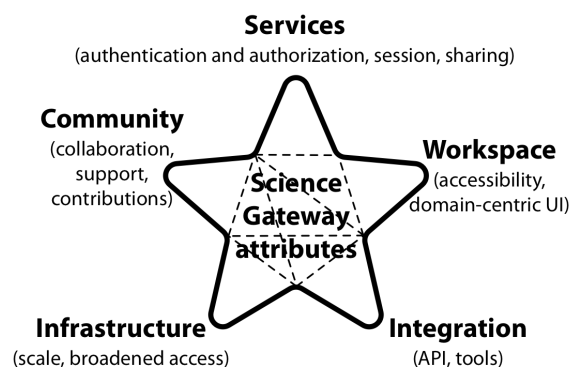 Services
(authentication and authorization, session, sharing)
Community
(collaboration,
support,
contributions)
Workspace
(accessibility,
domain-centric UI)
Science
Gateway
attributes
Infrastructure
(scale, broadened access)
Integration
(API, tools)